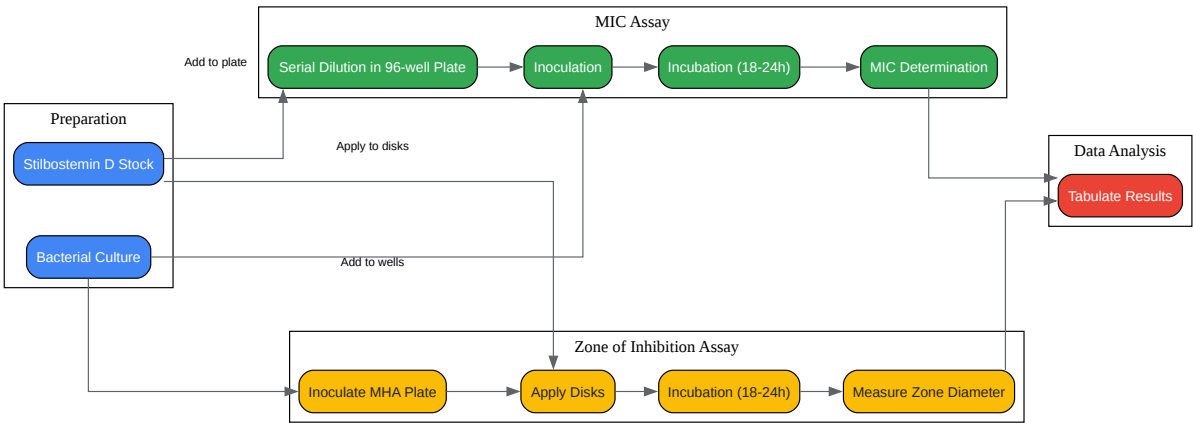 MIC Assay
Add to plate
Serial Dilution in 96-well Plate
Inoculation
Incubation (18-24h)
MIC Determination
Preparation
Stilbostemin D Stock
Apply to disks
Data Analysis
Tabulate Results
Bacterial Culture
Add to wells
Zone of Inhibition Assay
Inoculate MHA Plate
Apply Disks
Incubation (18-24h)
Measure Zone Diameter